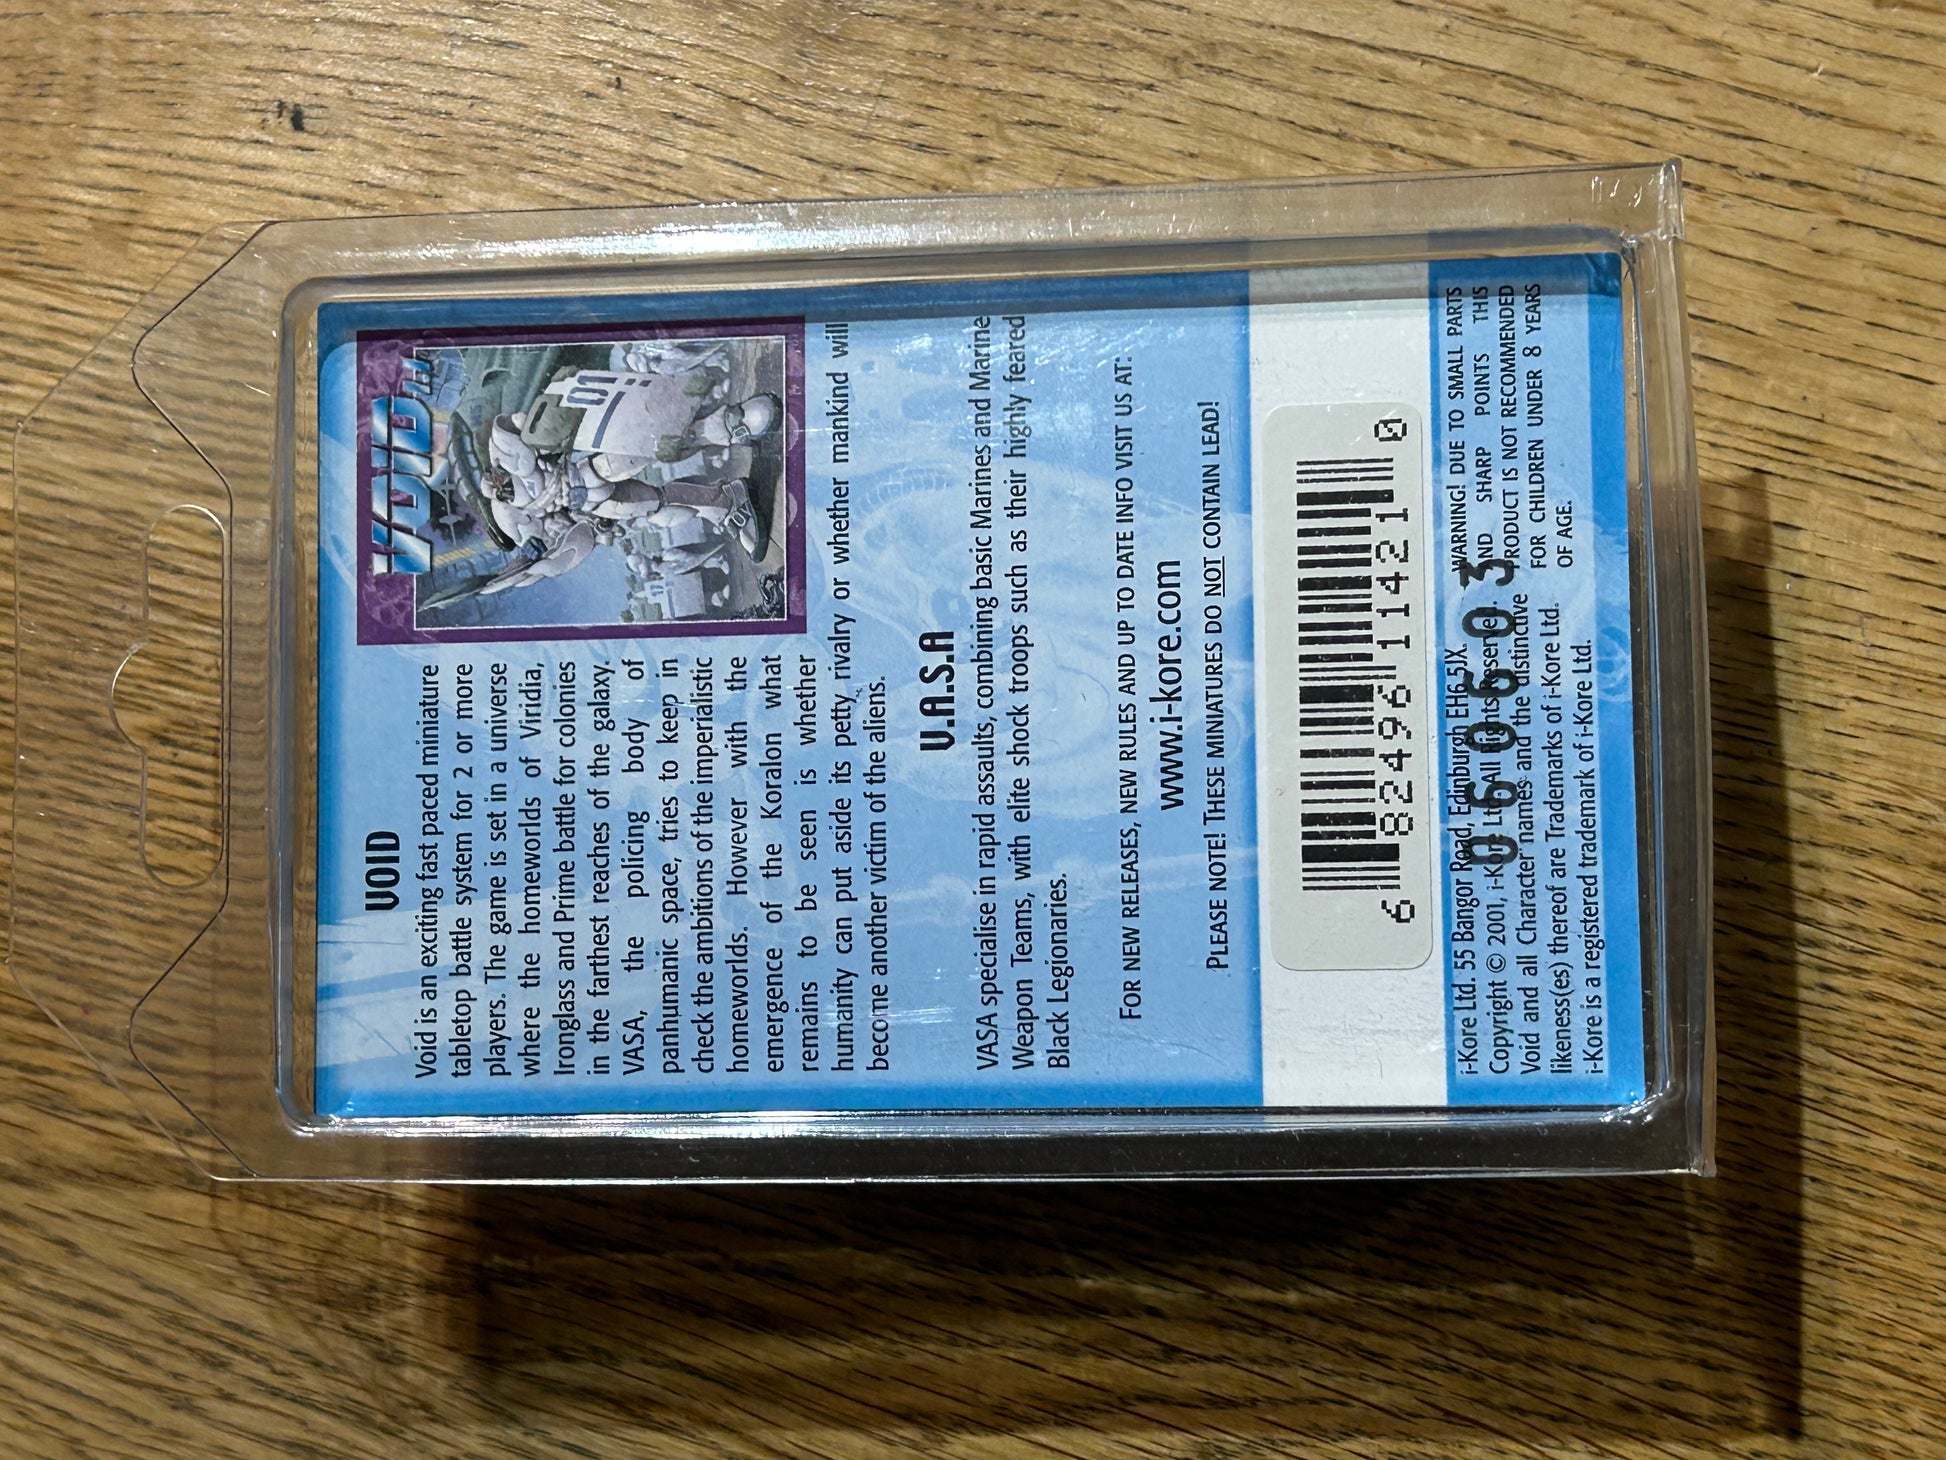 VOID
VOID
Void is an exciting fast paced miniature
tabletop battle system for 2 or more
players. The game is set in a universe
where the homeworlds of Viridia,
Ironglass and Prime battle for colonies
in the farthest reaches of the galaxy.
VASA, the policing body of
panhumanic space, tries to keep in
check the ambitions of the imperialistic
homeworlds. However with the
emergence of the Koralon what
remains to be seen is whether
humanity can put aside its petty rivalry or whether mankind will
become another victim of the aliens.
01
17
V.A.S.A
VASA specialise in rapid assaults, combining basic Marines and Marine
Weapon Teams, with elite shock troops such as their highly feared
Black Legionaries.
FOR NEW RELEASES, NEW RULES AND UP TO DATE INFO VISIT US AT:
www.i-kore.com
PLEASE NOTE! THESE MINIATURES DO NOT CONTAIN LEAD!
6 82496 11421 0
i-Kore Ltd. 55 Bangor Road, Edinburgh EH6 5JX.
Copyright © 2001, i-Kore Ltd. All Rights Reserved.
Void and all Character names and the distinctive
likeness(es) thereof are Trademarks of i-Kore Ltd.
i-Kore is a registered trademark of i-Kore Ltd.
WARNING! DUE TO SMALL PARTS
AND SHARP POINTS THIS
PRODUCT IS NOT RECOMMENDED
FOR CHILDREN UNDER 8 YEARS
OF AGE.
060603